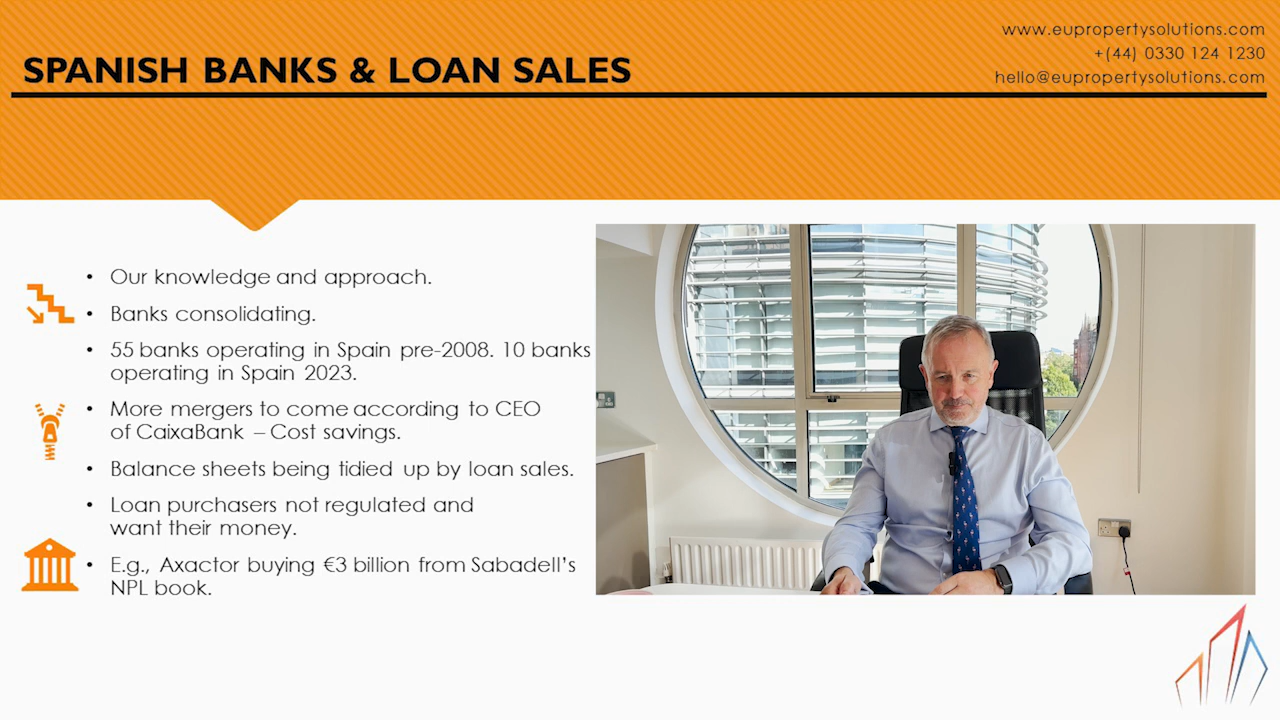 SPANISH BANKS & LOAN SALES
www.eupropertysolutions.com
+(44) 0330 124 1230
hello@eupropertysolutions.com
• Our knowledge and approach.
• Banks consolidating.
• 55 banks operating in Spain pre-2008. 10 banks
operating in Spain 2023.
• More mergers to come according to CEO
of CaixaBank – Cost savings.
• Balance sheets being tidied up by loan sales.
• Loan purchasers not regulated and
want their money.
• E.g., Axactor buying €3 billion from Sabadell's
NPL book.